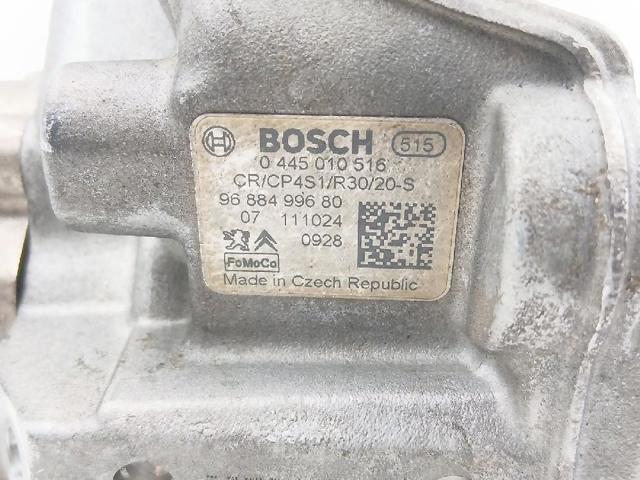 BOSCH 515
0 445 010 516
CR/CP4S1/R30/20-S
96 884 996 80
07 111024
0928
FoMoCo
Made in Czech Republic